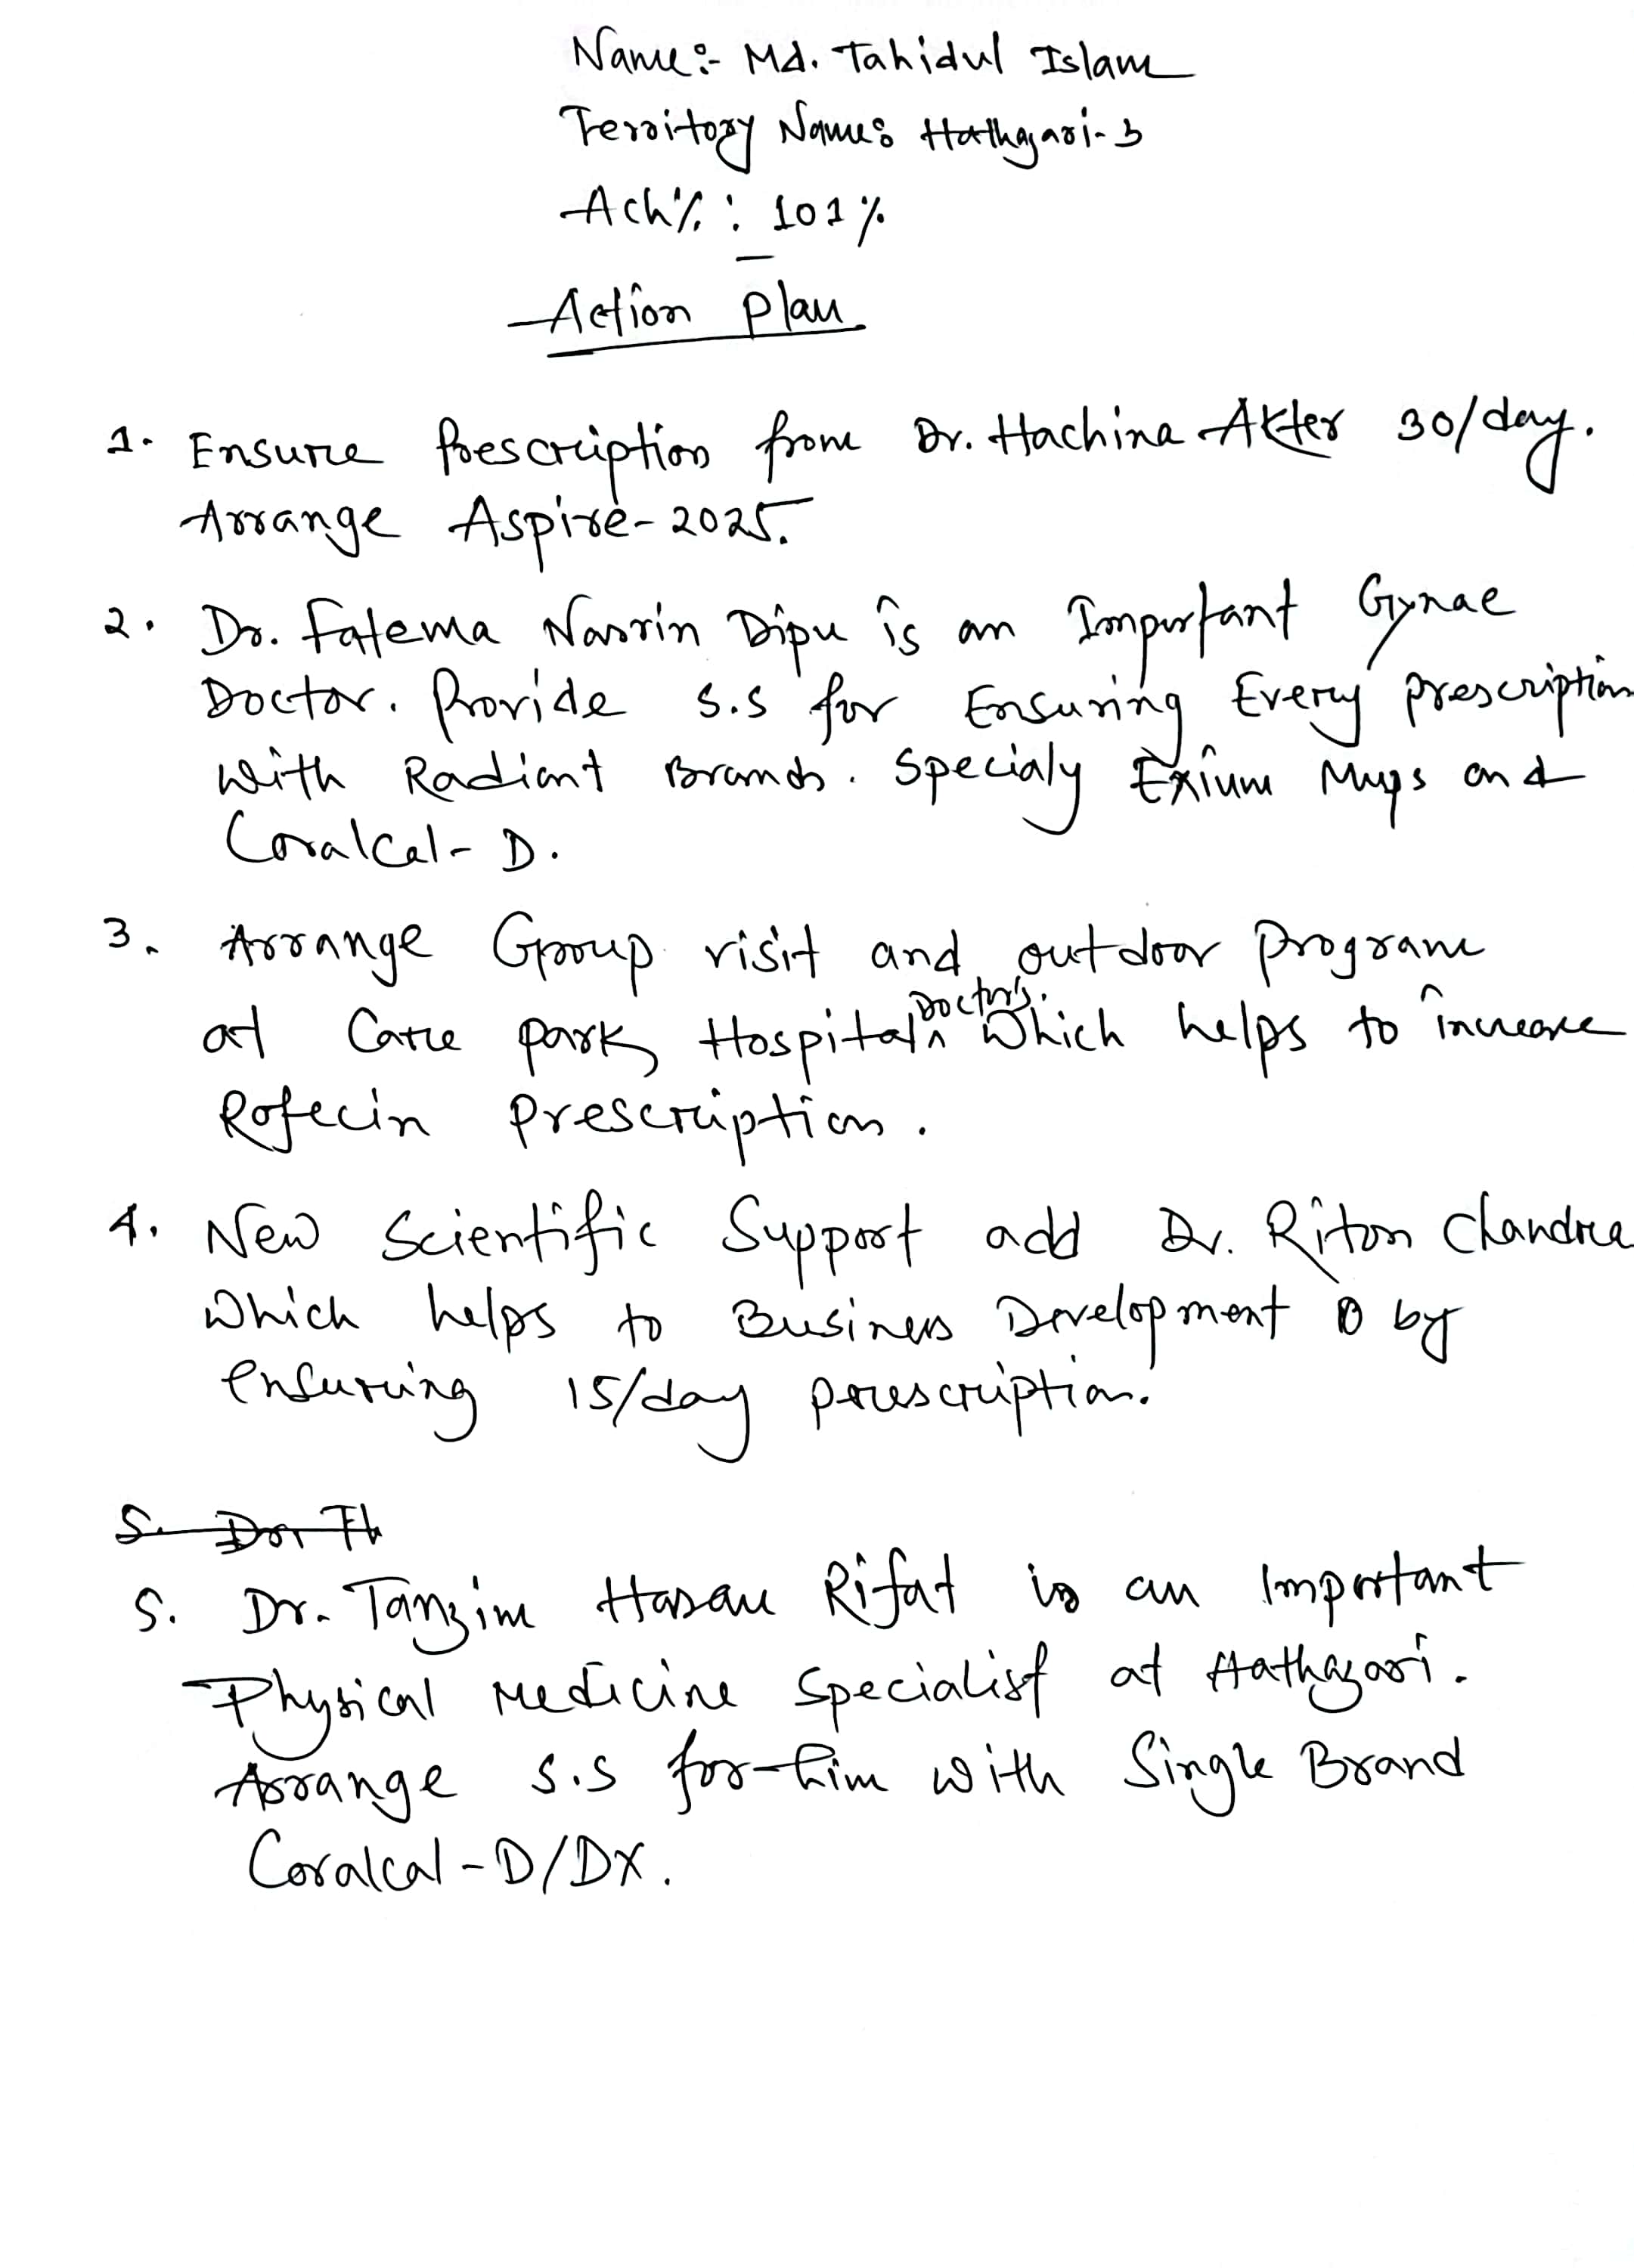 Name:- Md. Tahidul Islam
Territory Name: Hathazari-3
Ach% : 101%
Action Plan
1. Ensure Prescription from Dr. Hachina Akter 30/day.
Arrange Aspire-2025.
2. Dr. Fatema Nasrin Dipu is an Important Gynae
Doctor. Provide S.S for Ensuring Every prescription
with Radiant Brands. Specialy Exium Mups and
Coralcal-D.
3. Arrange Group visit and outdoor Program
at Care park Hospital Doctor's. Which helps to increase
Rofecin Prescription.
4. New Scientific Support add Dr. Riton Chandra
Which helps to Business Development by
ensuring 15/day prescription.
5. Dr. Th
5. Dr. Tanzim Hasan Rifat is an Important
Physical Medicine Specialist at Hathazari.
Arrange S.S for him with Single Brand
Coralcal-D/DX.